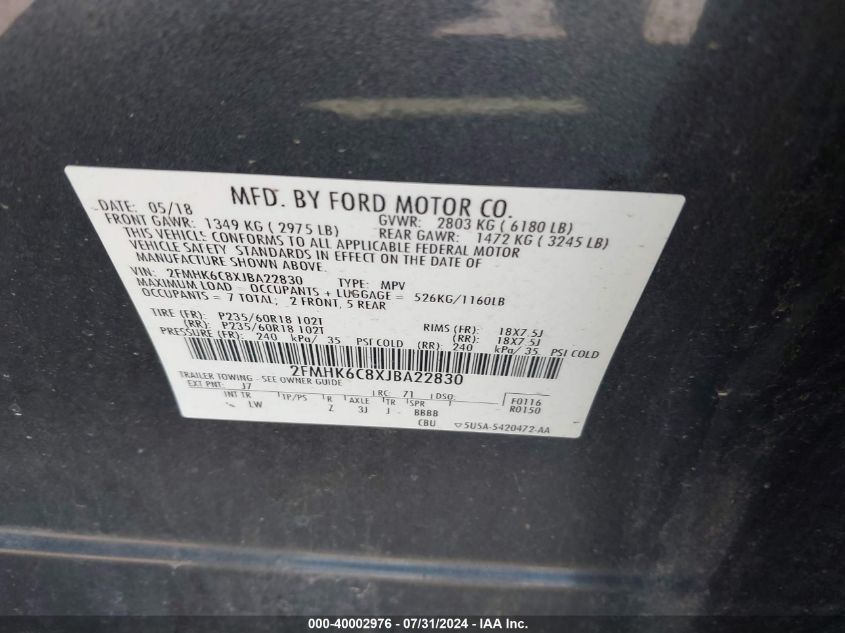 MFD. BY FORD MOTOR CO.
DATE: 05/18 GVWR: 2803 KG ( 6180 LB)
FRONT GAWR: 1349 KG ( 2975 LB) REAR GAWR: 1472 KG ( 3245 LB)
THIS VEHICLE CONFORMS TO ALL APPLICABLE FEDERAL MOTOR
VEHICLE SAFETY STANDARDS IN EFFECT ON THE DATE OF
MANUFACTURE SHOWN ABOVE.
VIN: 2FMHK6C8XJBA22830 TYPE: MPV
MAXIMUM LOAD = OCCUPANTS + LUGGAGE = 526KG/1160LB
OCCUPANTS = 7 TOTAL; 2 FRONT, 5 REAR
TIRE (FR): P235/60R18 102T RIMS (FR): 18X7.5J
(RR): P235/60R18 102T (RR): 18X7.5J
PRESSURE (FR): 240 kPa/ 35 PSI COLD (RR): 240 kPa/ 35 PSI COLD
2FMHK6C8XJBA22830
TRAILER TOWING - SEE OWNER GUIDE
EXT PNT: J7 RC: 71 DSO: F0116
INT TR TP/PS R AXLE TR SPR R0150
LW Z 3J J BBBB
CBU 5U5A-5420472-AA
000-40002976 - 07/31/2024 - IAA Inc.